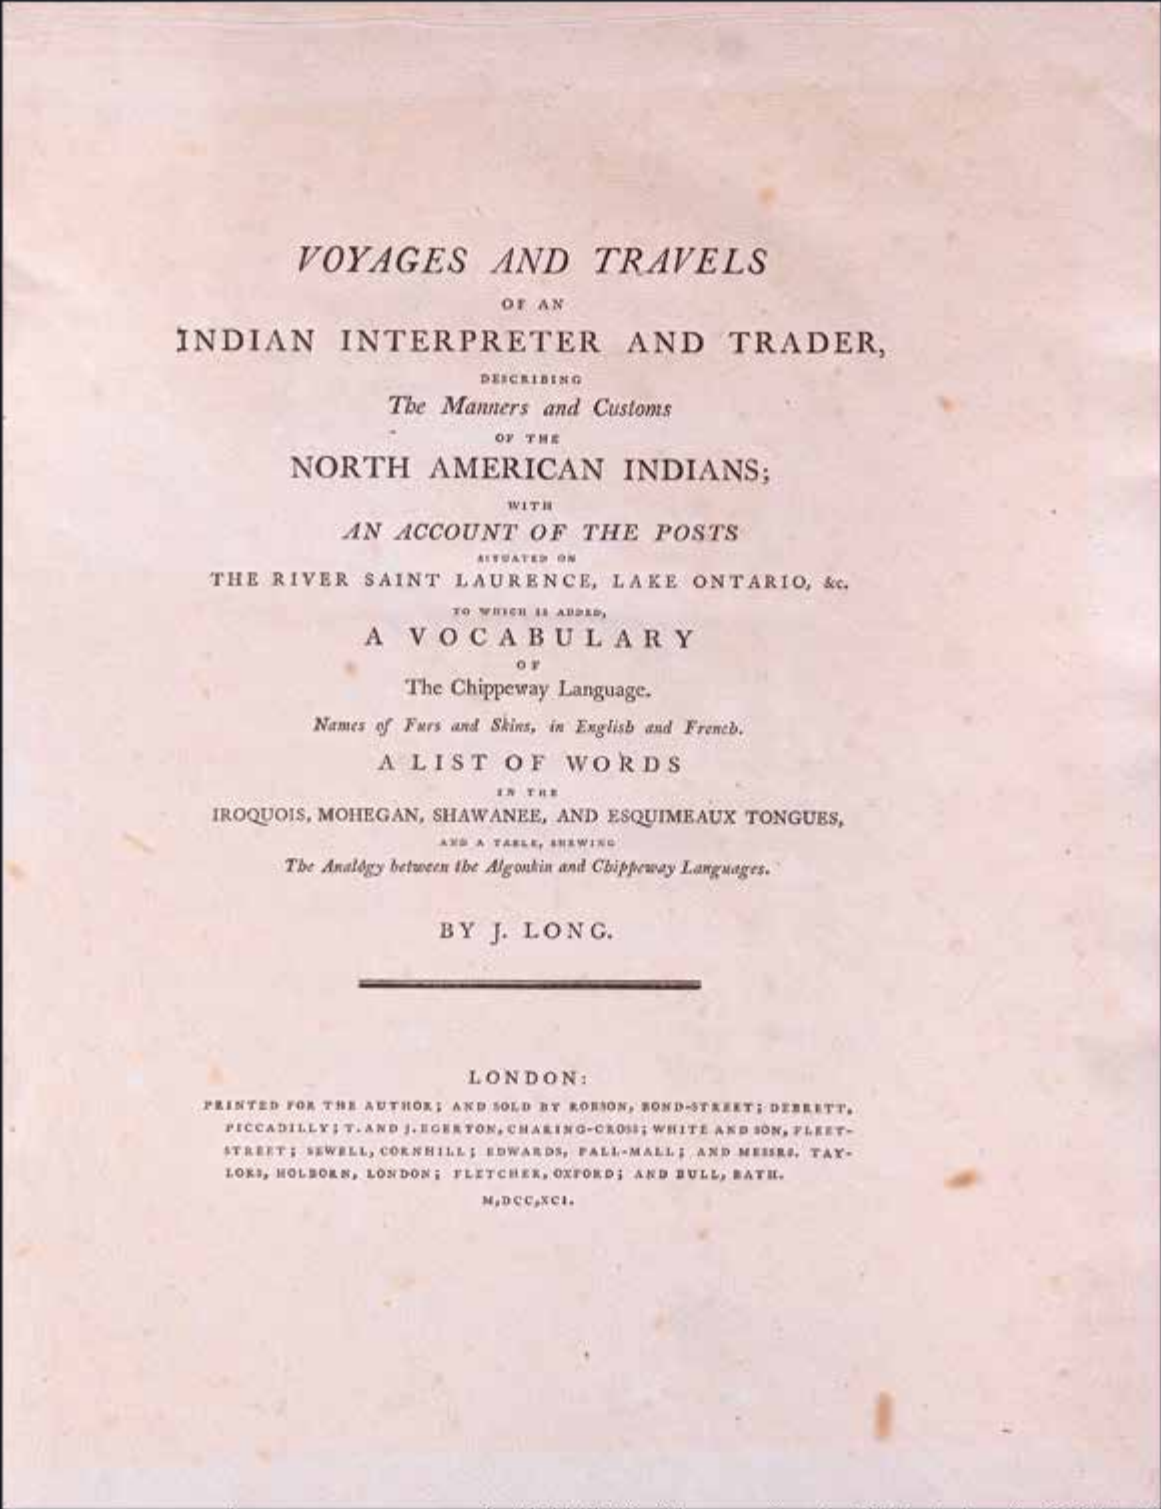 VOYAGES AND TRAVELS
OF AN
INDIAN INTERPRETER AND TRADER,
DESCRIBING
The Manners and Customs
OF THE
NORTH AMERICAN INDIANS;
WITH
AN ACCOUNT OF THE POSTS
SITUATED ON
THE RIVER SAINT LAURENCE, LAKE ONTARIO, &c.
TO WHICH IS ADDED,
A VOCABULARY
OF
The Chippeway Language.
Names of Furs and Skins, in English and French.
A LIST OF WORDS
IN THE
IROQUOIS, MOHEGAN, SHAWANEE, AND ESQUIMEAUX TONGUES,
AND A TABLE, SHEWING
The Analogy between the Algonkin and Chippeway Languages.
BY J. LONG.
LONDON:
PRINTED FOR THE AUTHOR; AND SOLD BY ROBSON, BOND-STREET; DEBRETT,
PICCADILLY; T. AND J. EGERTON, CHARING-CROSS; WHITE AND SON, FLEET-
STREET; SEWELL, CORNHILL; EDWARDS, PALL-MALL; AND MESSRS. TAY-
LORS, HOLBORN, LONDON; FLETCHER, OXFORD; AND BULL, BATH.
M,DCC,XCI.